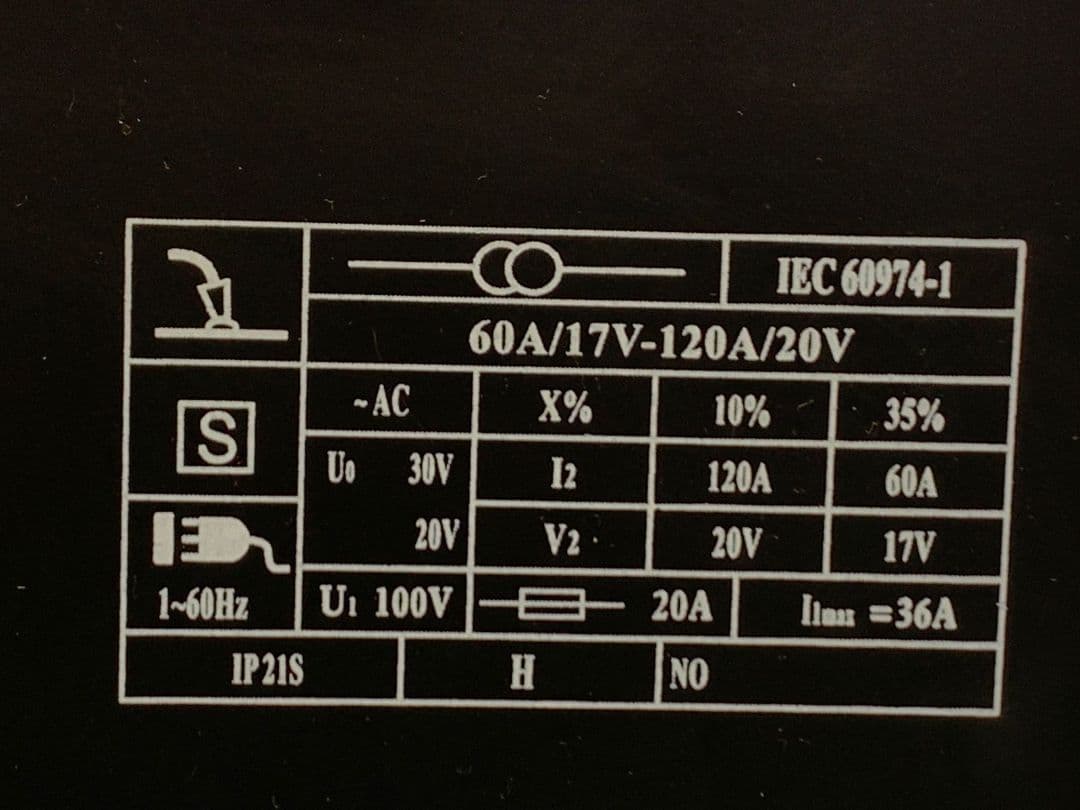 IEC 60974-1
60A/17V-120A/20V
~AC X% 10% 35%
S
U0 30V I2 120A 60A
20V V2 20V 17V
1~60Hz U1 100V 20A I1max =36A
IP21S H NO